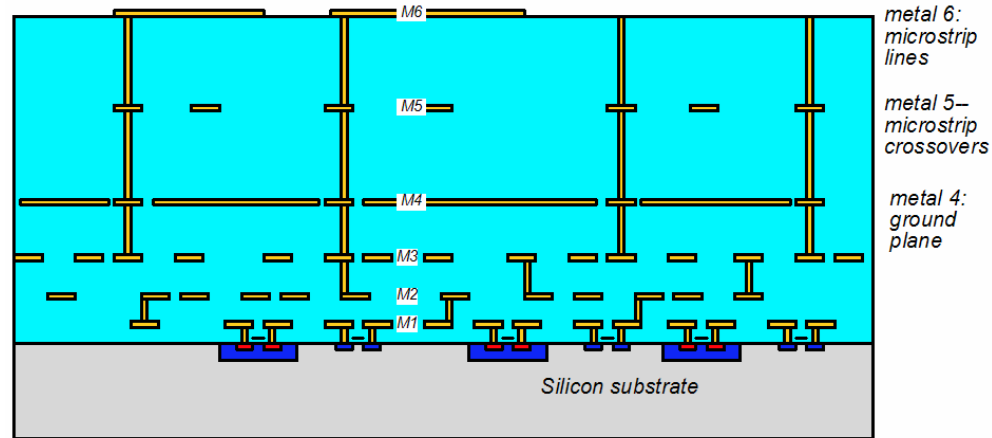 M6
metal 6:
microstrip
lines
M5
metal 5--
microstrip
crossovers
M4
metal 4:
ground
plane
M3
M2
M1
Silicon substrate